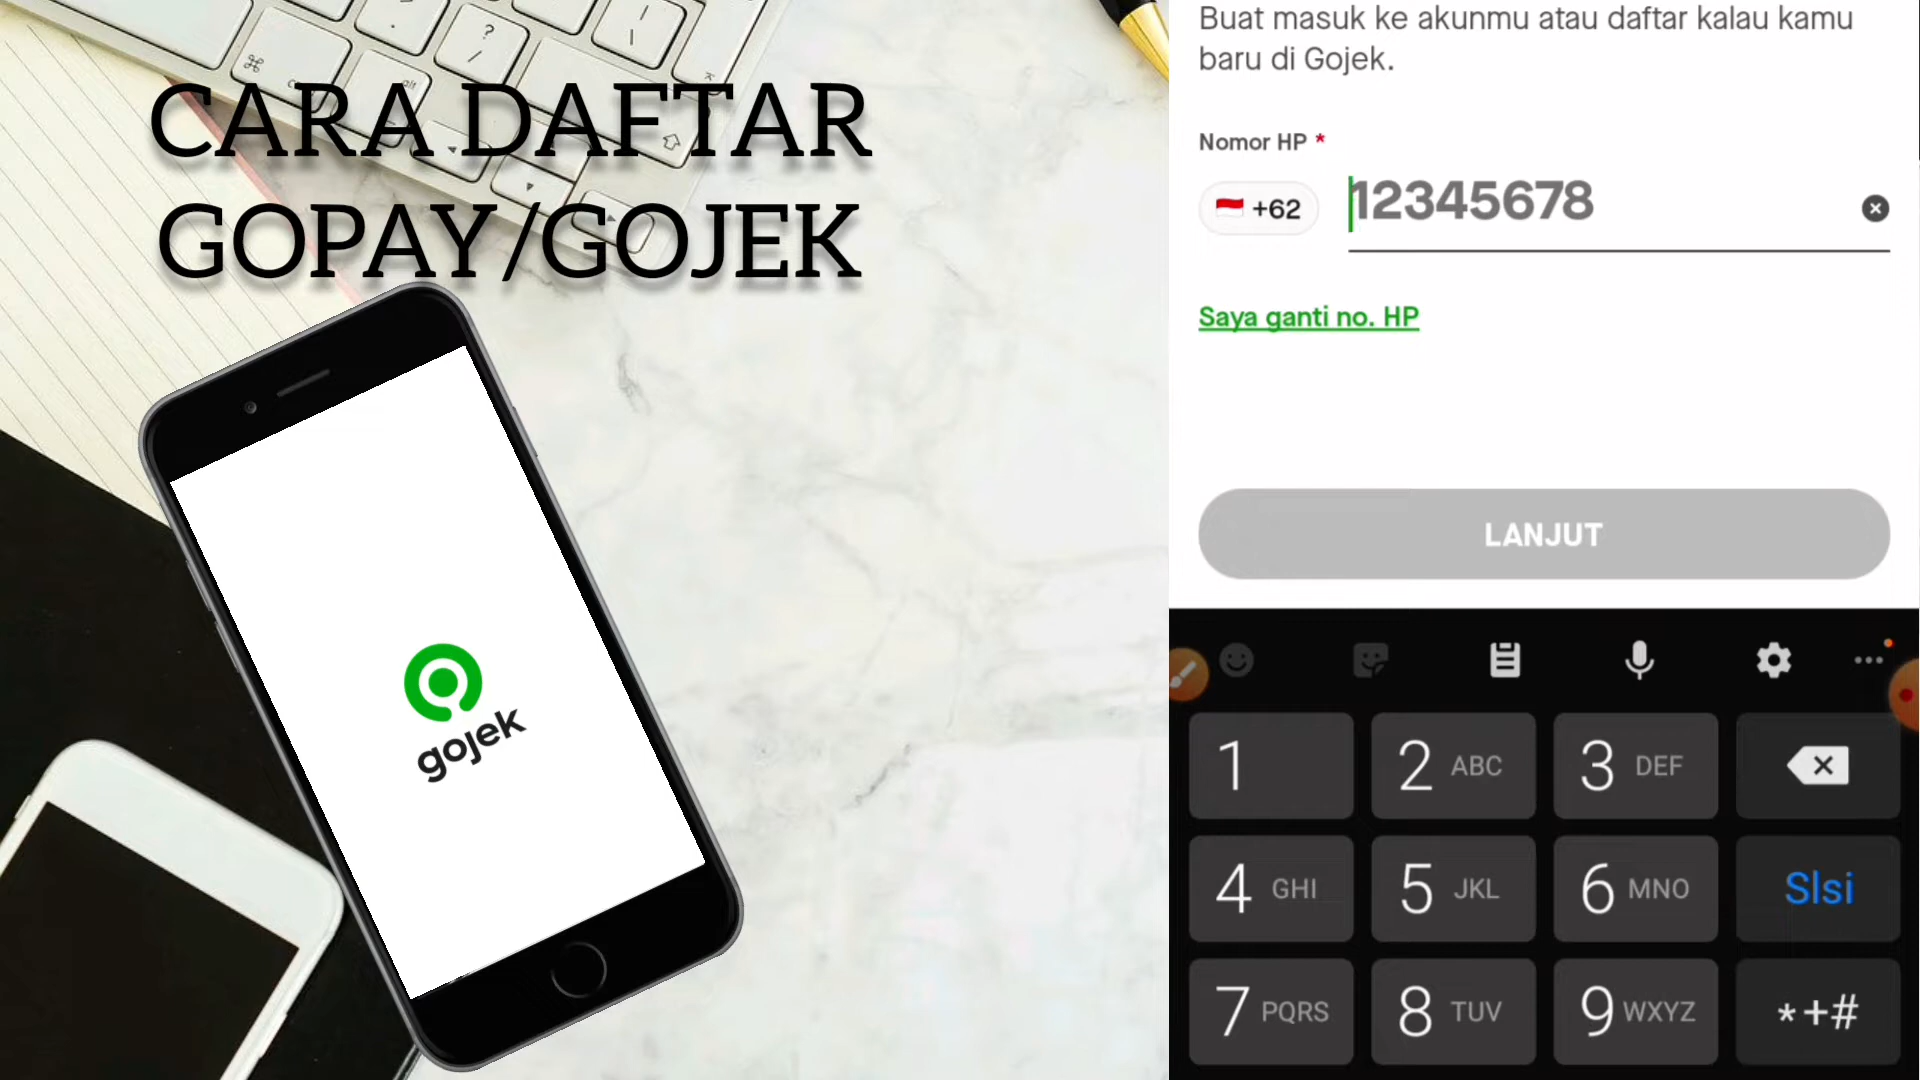 CARA DAFTAR
GOPAY/GOJEK
gojek
Buat masuk ke akunmu atau daftar kalau kamu
baru di Gojek.
Nomor HP *
+62
12345678
Saya ganti no. HP
LANJUT
1
2 ABC
3 DEF
4 GHI
5 JKL
6 MNO
Slsi
7 PQRS
8 TUV
9 WXYZ
*+#